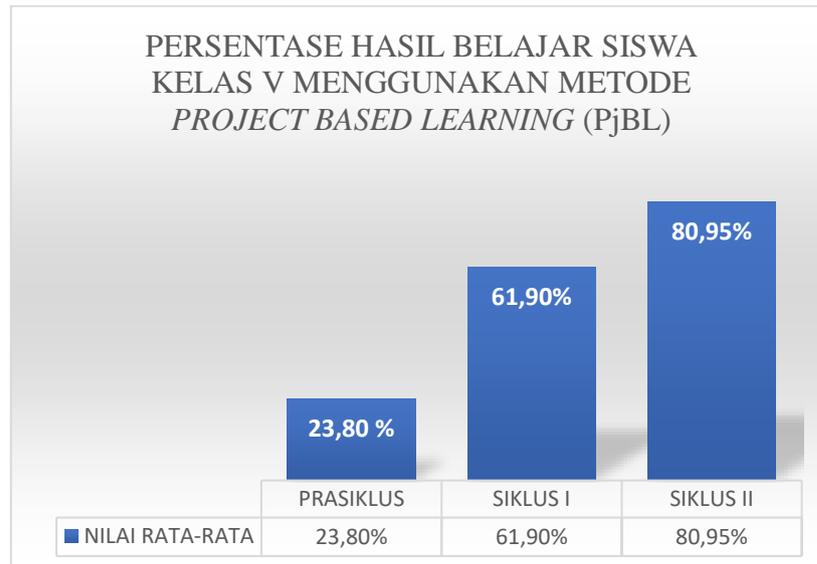 PERSENTASE HASIL BELAJAR SISWA
KELAS V MENGGUNAKAN METODE
PROJECT BASED LEARNING (PjBL)
80,95%
61,90%
23,80 %
PRASIKLUS SIKLUS I SIKLUS II
NILAI RATA-RATA 23,80% 61,90% 80,95%